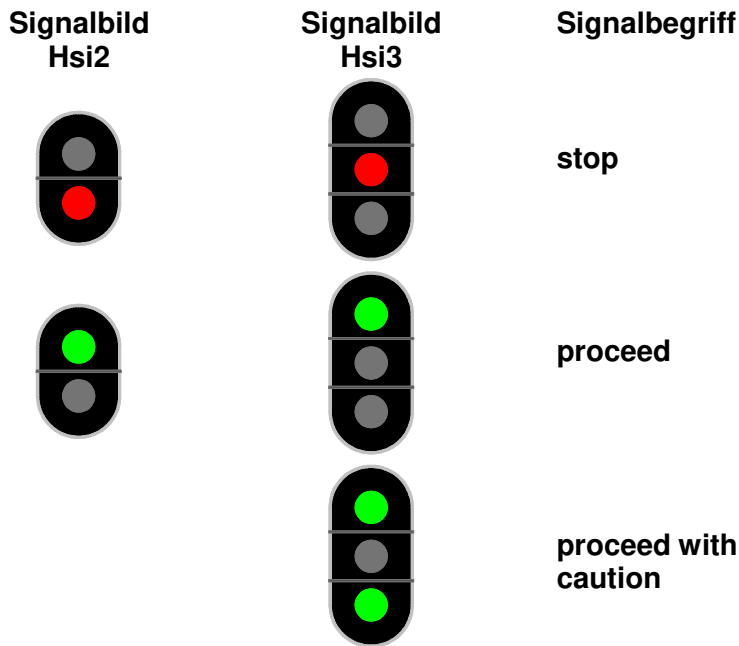 Signalbild
Hsi2
Signalbild
Hsi3
Signalbegriff
stop
proceed
proceed with
caution